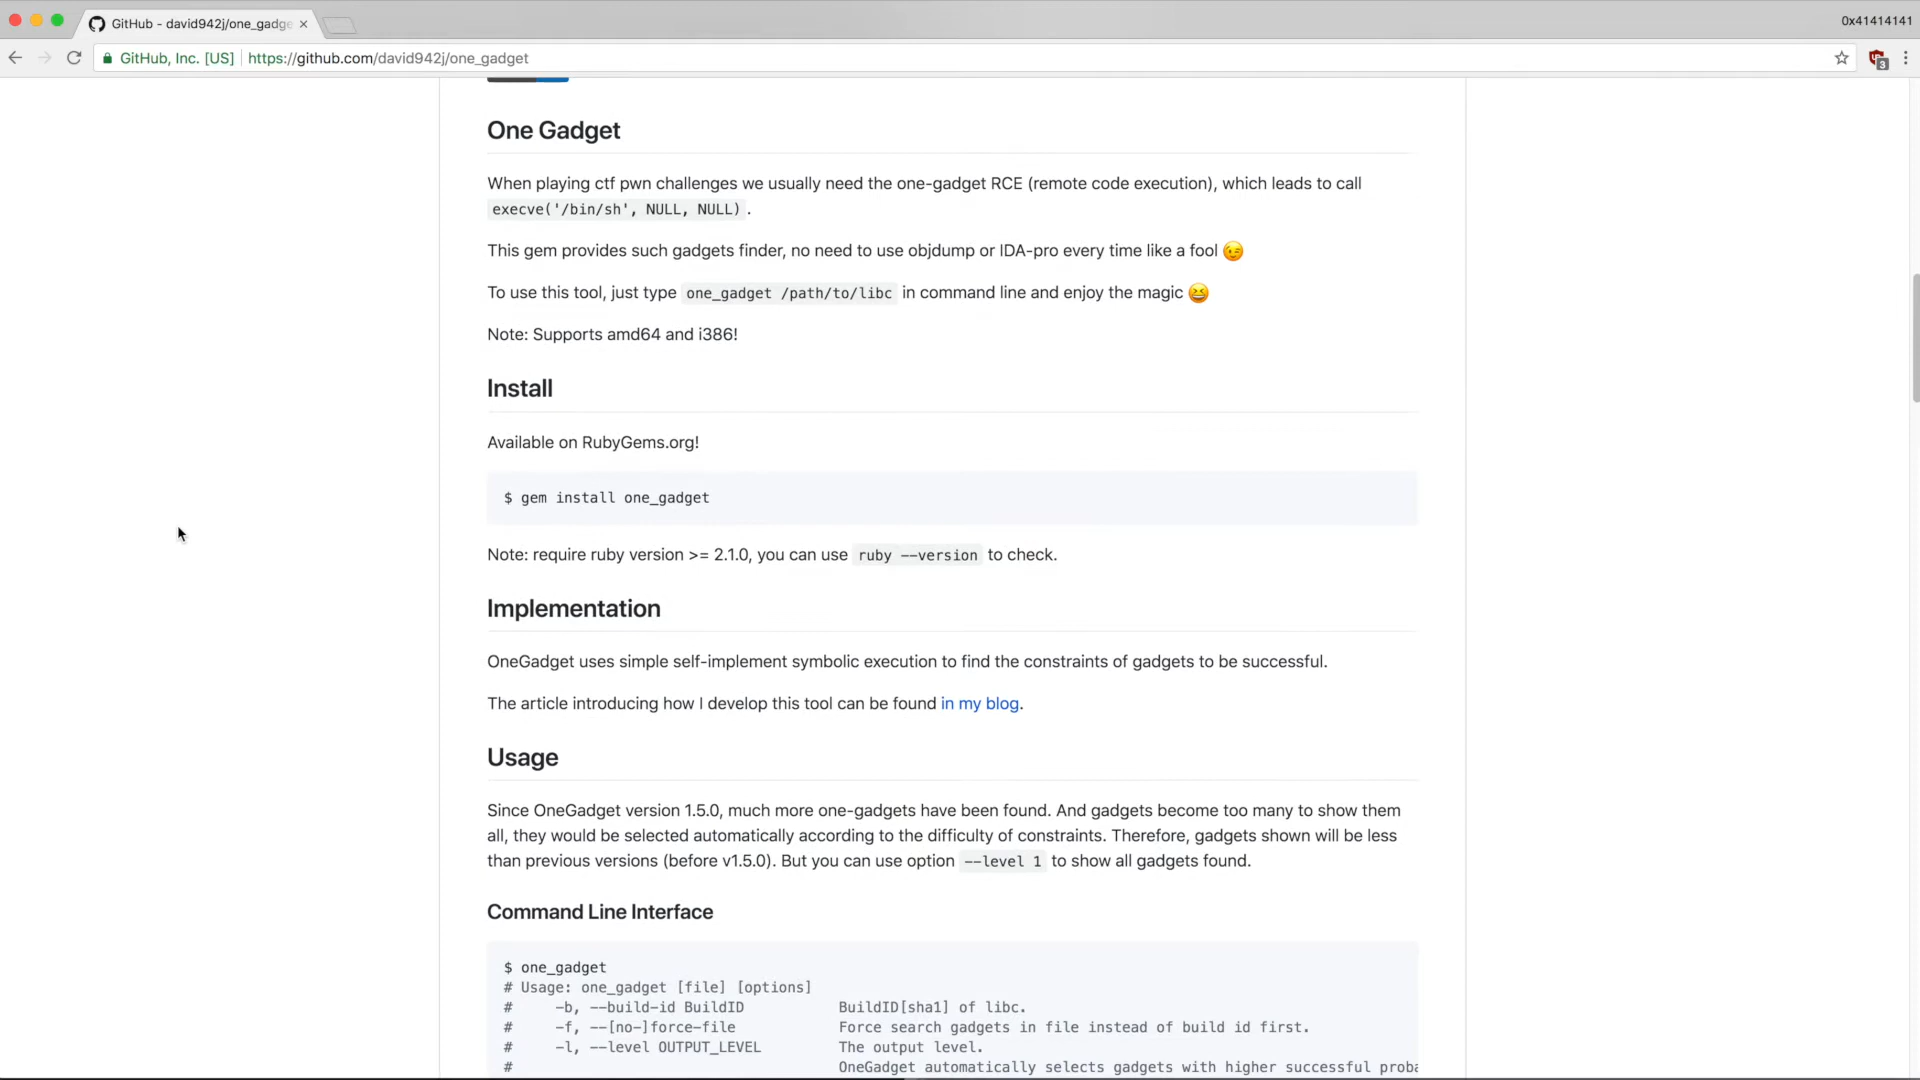 GitHub - david942j/one_gadge
0x41414141
GitHub, Inc. [US] https://github.com/david942j/one_gadget
3
One Gadget
When playing ctf pwn challenges we usually need the one-gadget RCE (remote code execution), which leads to call
execve('/bin/sh', NULL, NULL) .
This gem provides such gadgets finder, no need to use objdump or IDA-pro every time like a fool 😉
To use this tool, just type one_gadget /path/to/libc in command line and enjoy the magic 😆
Note: Supports amd64 and i386!
Install
Available on RubyGems.org!
$ gem install one_gadget
Note: require ruby version >= 2.1.0, you can use ruby --version to check.
Implementation
OneGadget uses simple self-implement symbolic execution to find the constraints of gadgets to be successful.
The article introducing how I develop this tool can be found in my blog.
Usage
Since OneGadget version 1.5.0, much more one-gadgets have been found. And gadgets become too many to show them
all, they would be selected automatically according to the difficulty of constraints. Therefore, gadgets shown will be less
than previous versions (before v1.5.0). But you can use option --level 1 to show all gadgets found.
Command Line Interface
$ one_gadget
# Usage: one_gadget [file] [options]
# -b, --build-id BuildID BuildID[sha1] of libc.
# -f, --[no-]force-file Force search gadgets in file instead of build id first.
# -l, --level OUTPUT_LEVEL The output level.
# OneGadget automatically selects gadgets with higher successful proba